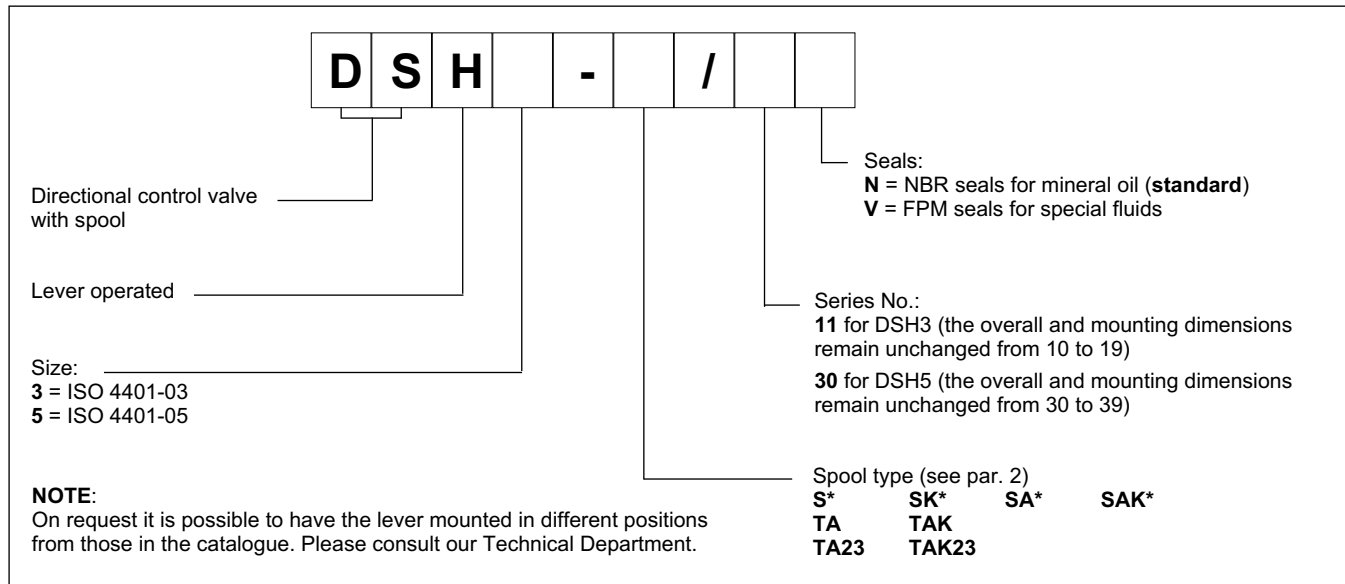 D S H - /
Directional control valve
with spool
Lever operated
Size:
3 = ISO 4401-03
5 = ISO 4401-05
NOTE:
On request it is possible to have the lever mounted in different positions
from those in the catalogue. Please consult our Technical Department.
Seals:
N = NBR seals for mineral oil (standard)
V = FPM seals for special fluids
Series No.:
11 for DSH3 (the overall and mounting dimensions
remain unchanged from 10 to 19)
30 for DSH5 (the overall and mounting dimensions
remain unchanged from 30 to 39)
Spool type (see par. 2)
S* SK* SA* SAK*
TA TAK
TA23 TAK23